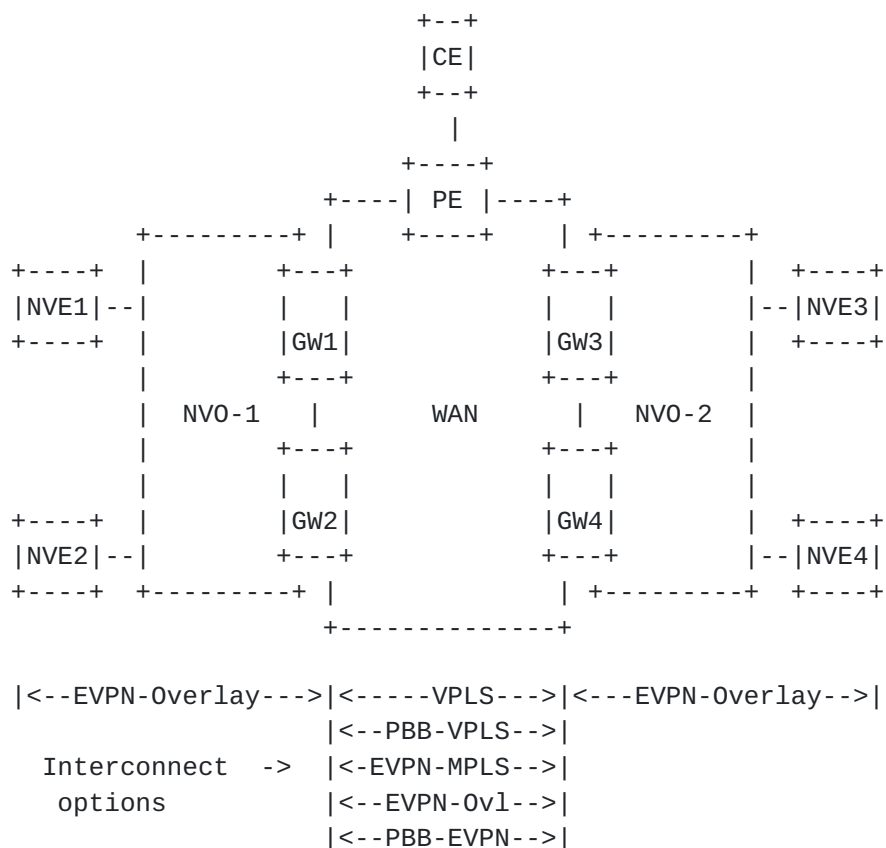 +--+
                       |CE|
                       +--+
                         |
                      +----+
                 +----| PE |----+
       +---------+ |    +----+    | +---------+
+----+ |       +---+           +---+       | +----+
|NVE1|--|       |   |           |   |       |--|NVE3|
+----+ |       |GW1|           |GW3|       | +----+
       |       +---+           +---+       |
       |  NVO-1  |      WAN      |  NVO-2  |
       |       +---+           +---+       |
       |       |   |           |   |       |
+----+ |       |GW2|           |GW4|       | +----+
|NVE2|--|       +---+           +---+       |--|NVE4|
+----+ +---------+ |              | +---------+ +----+
                  +--------------+
|<--EVPN-Overlay--->|<-----VPLS--->|<---EVPN-Overlay-->|
                  |<--PBB-VPLS-->|
  Interconnect  -> |<-EVPN-MPLS-->|
   options        |<--EVPN-Ovl-->|
                  |<--PBB-EVPN-->|